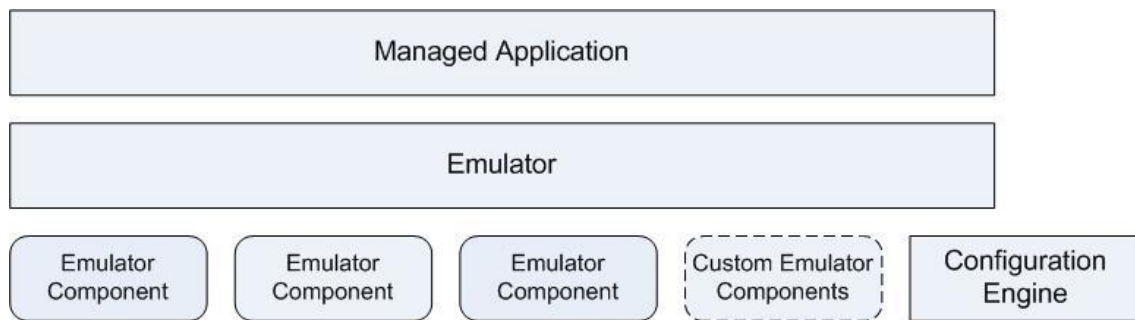 Managed Application
Emulator
Emulator
Component
Emulator
Component
Emulator
Component
Custom Emulator
Components
Configuration
Engine